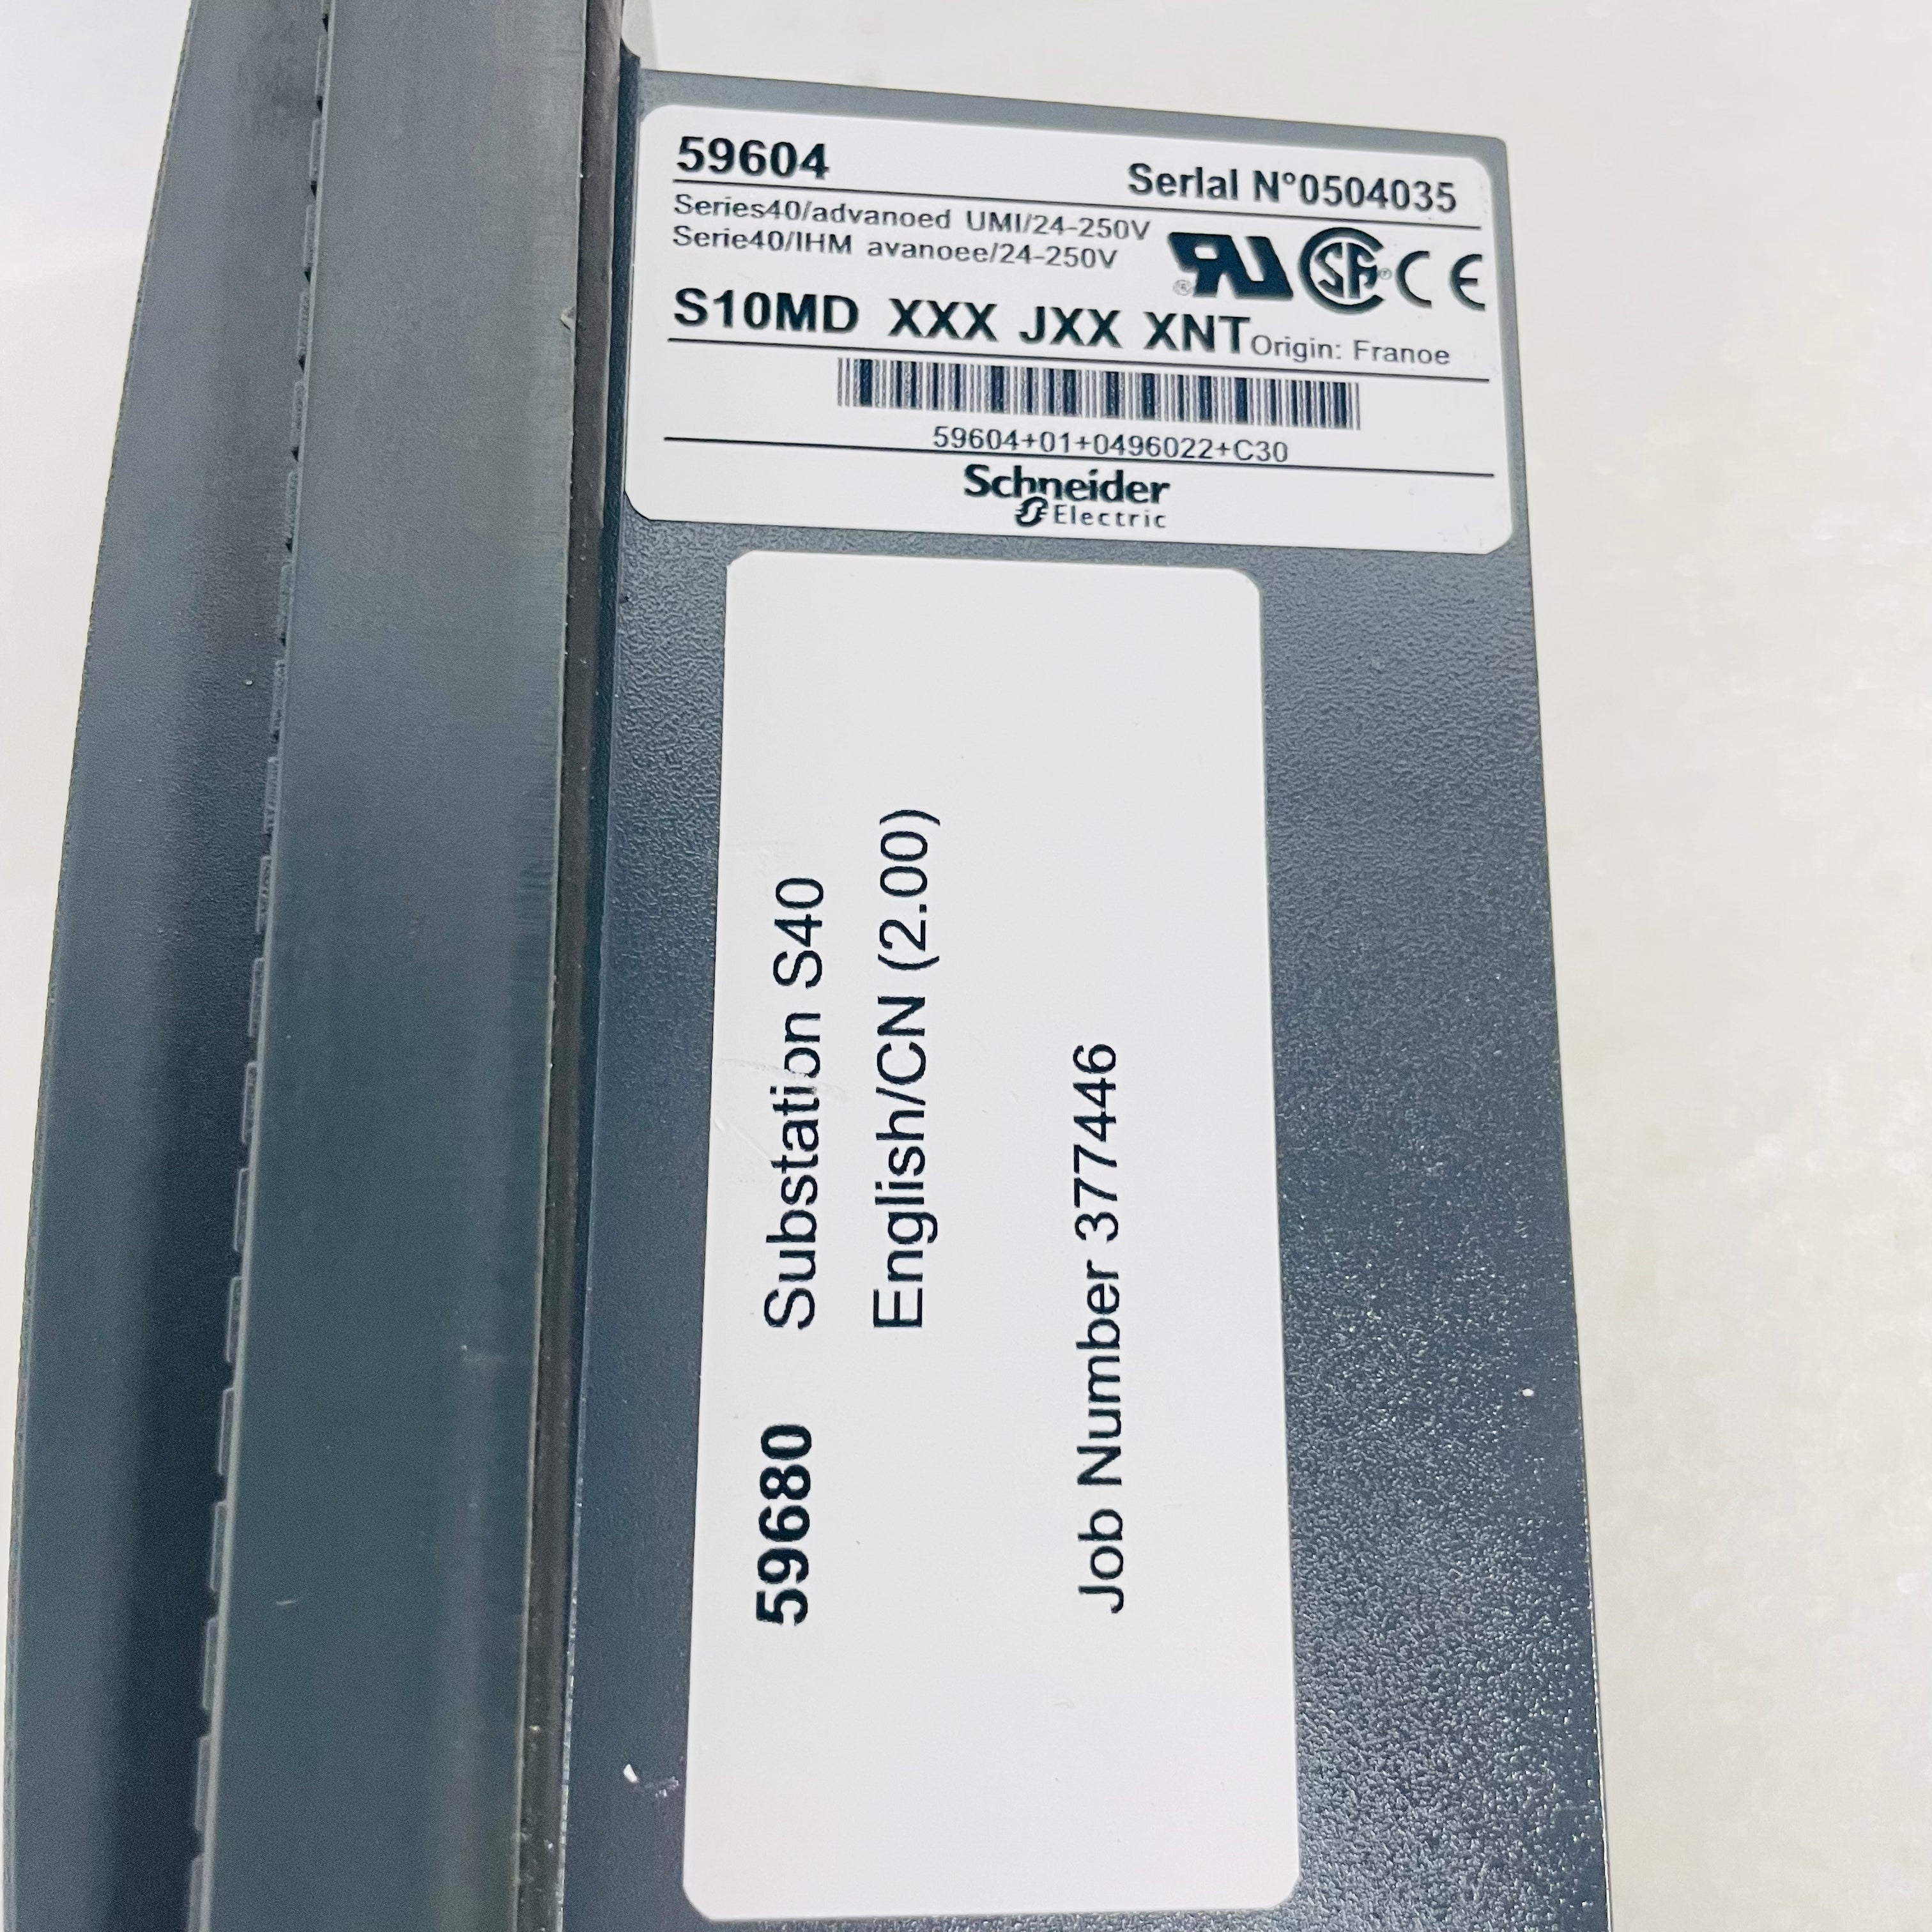 59604 Serlal N°0504035
Series40/advanoed UMI/24-250V
Serie40/IHM avanoee/24-250V
S10MD XXX JXX XNT Origin: Franoe
59604+01+0496022+C30
Schneider
Electric
59680 Substation S40
English/CN (2.00)
Job Number 377446